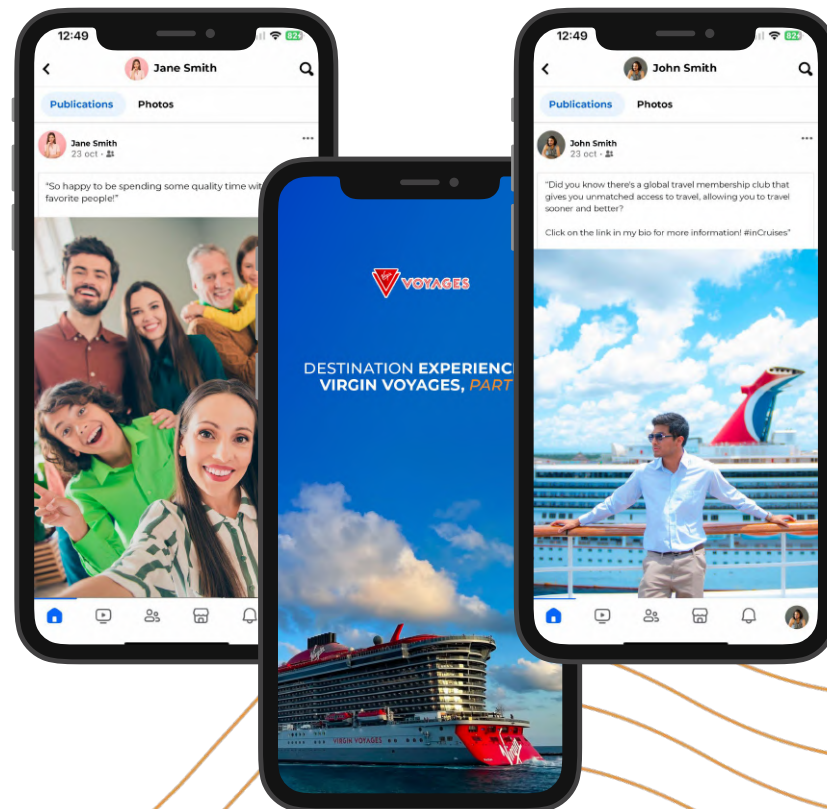 12:49
82
Jane Smith
Publications
Photos
Jane Smith
23 oct
"So happy to be spending some quality time
favorite people!"
VOYAGES
DESTINATION EXPERIENC
VIRGIN VOYAGES, PART
VIRGIN VOYAGES
Virgin
12:49
82
John Smith
Publications
Photos
John Smith
23 oct
"Did you know there's a global travel membership club that
gives you unmatched access to travel, allowing you to travel
sooner and better?
Click on the link in my bio for more information! #inCruises"